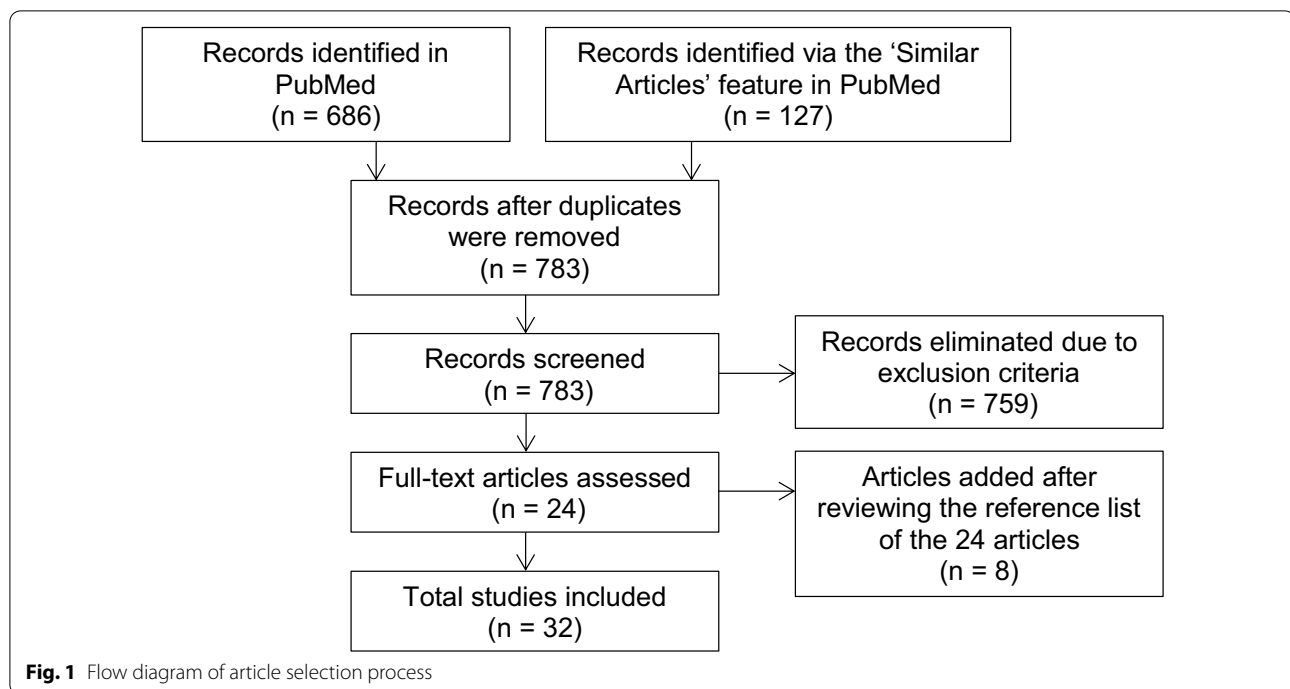 Records identified in
PubMed
(n = 686)
Records identified via the ‘Similar
Articles’ feature in PubMed
(n = 127)
Records after duplicates
were removed
(n = 783)
Records screened
(n = 783)
Records eliminated due to
exclusion criteria
(n = 759)
Full-text articles assessed
(n = 24)
Articles added after
reviewing the reference list
of the 24 articles
(n = 8)
Total studies included
(n = 32)
Fig. 1 Flow diagram of article selection process